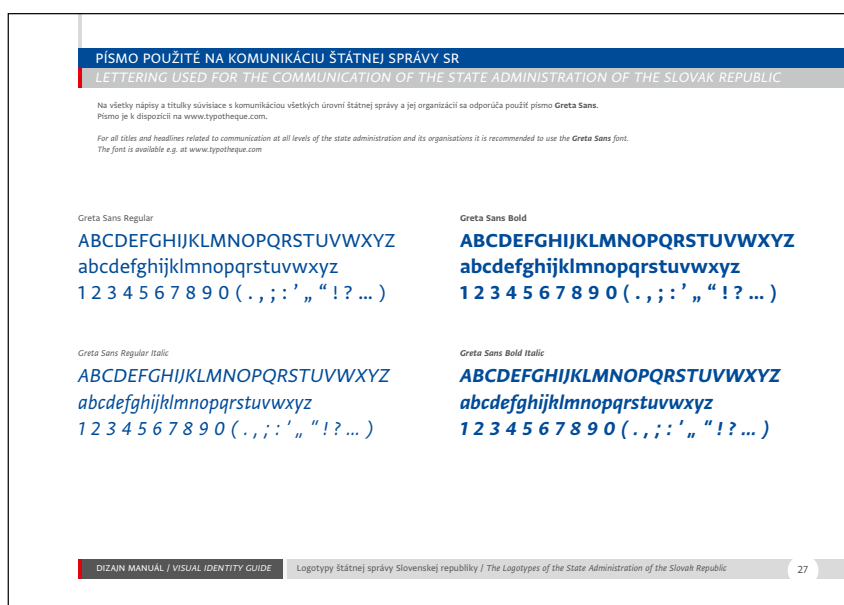 PÍSMO POUŽITÉ NA KOMUNIKÁCIU ŠTÁTNEJ SPRÁVY SR
LETTERING USED FOR THE COMMUNICATION OF THE STATE ADMINISTRATION OF THE SLOVAK REPUBLIC
Na všetky nápisy a titulky súvisiace s komunikáciou všetkých úrovní štátnej správy a jej organizácií sa odporúča použiť písmo Greta Sans.
Písmo je k dispozícii na www.typotheque.com.
For all titles and headlines related to communication at all levels of the state administration and its organisations it is recommended to use the Greta Sans font.
The font is available e.g. at www.typotheque.com
Greta Sans Regular
ABCDEFGHIJKLMNOPQRSTUVWXYZ
abcdefghijklmnopqrstuvwxyz
1 2 3 4 5 6 7 8 9 0 ( . , ; : ’ „ “ ! ? … )
Greta Sans Bold
ABCDEFGHIJKLMNOPQRSTUVWXYZ
abcdefghijklmnopqrstuvwxyz
1 2 3 4 5 6 7 8 9 0 ( . , ; : ’ „ “ ! ? … )
Greta Sans Regular Italic
ABCDEFGHIJKLMNOPQRSTUVWXYZ
abcdefghijklmnopqrstuvwxyz
1 2 3 4 5 6 7 8 9 0 ( . , ; : ’ „ “ ! ? … )
Greta Sans Bold Italic
ABCDEFGHIJKLMNOPQRSTUVWXYZ
abcdefghijklmnopqrstuvwxyz
1 2 3 4 5 6 7 8 9 0 ( . , ; : ’ „ “ ! ? … )
DIZAJN MANUÁL / VISUAL IDENTITY GUIDE
Logotypy štátnej správy Slovenskej republiky / The Logotypes of the State Administration of the Slovak Republic
27